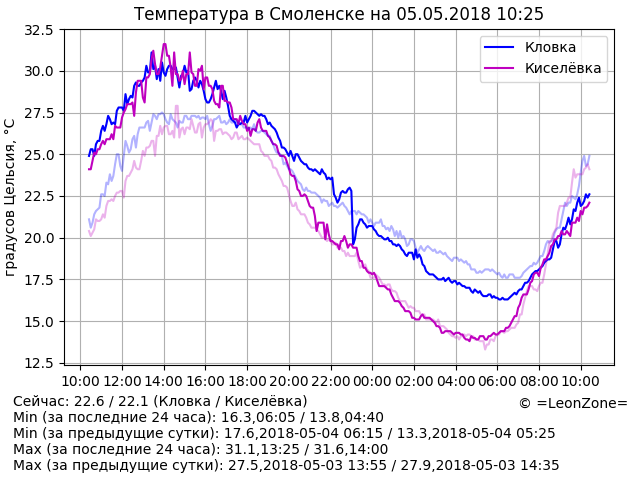 Температура в Смоленске на 05.05.2018 10:25
градусов Цельсия, °C
32.5
30.0
27.5
25.0
22.5
20.0
17.5
15.0
12.5
Кловка
Киселёвка
10:00 12:00 14:00 16:00 18:00 20:00 22:00 00:00 02:00 04:00 06:00 08:00 10:00
Сейчас: 22.6 / 22.1 (Кловка / Киселёвка)
© =LeonZone=
Min (за последние 24 часа): 16.3,06:05 / 13.8,04:40
Min (за предыдущие сутки): 17.6,2018-05-04 06:15 / 13.3,2018-05-04 05:25
Max (за последние 24 часа): 31.1,13:25 / 31.6,14:00
Max (за предыдущие сутки): 27.5,2018-05-03 13:55 / 27.9,2018-05-03 14:35